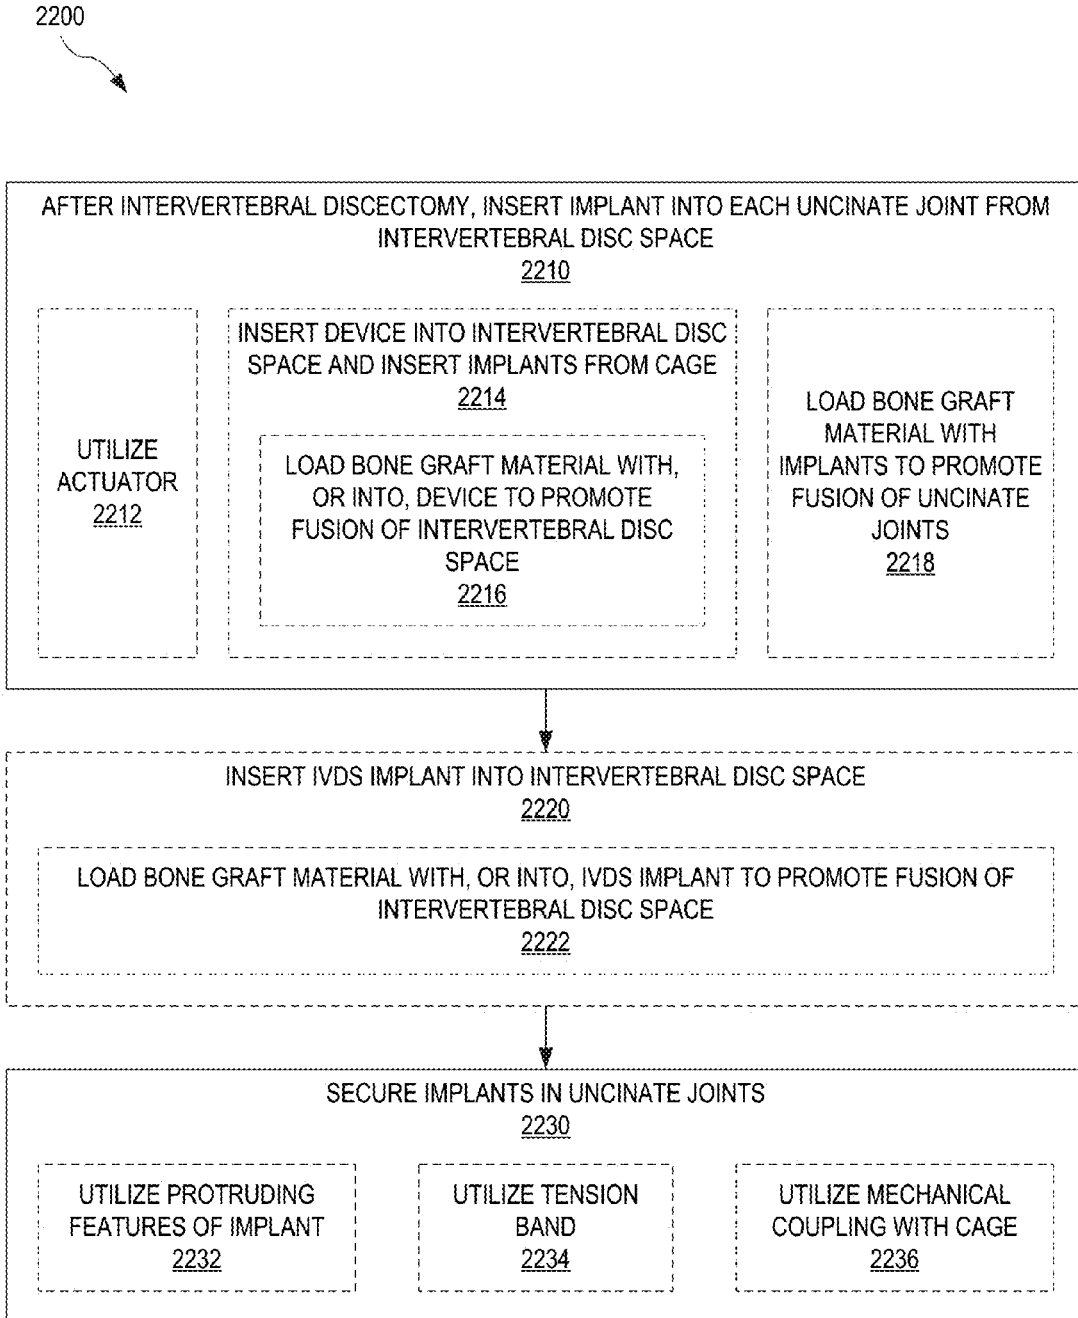 2200
AFTER INTERVERTEBRAL DISCECTOMY, INSERT IMPLANT INTO EACH UNCINATE JOINT FROM
INTERVERTEBRAL DISC SPACE
2210
UTILIZE
ACTUATOR
2212
INSERT DEVICE INTO INTERVERTEBRAL DISC
SPACE AND INSERT IMPLANTS FROM CAGE
2214
LOAD BONE GRAFT MATERIAL WITH,
OR INTO, DEVICE TO PROMOTE
FUSION OF INTERVERTEBRAL DISC
SPACE
2216
LOAD BONE GRAFT
MATERIAL WITH
IMPLANTS TO PROMOTE
FUSION OF UNCINATE
JOINTS
2218
INSERT IVDS IMPLANT INTO INTERVERTEBRAL DISC SPACE
2220
LOAD BONE GRAFT MATERIAL WITH, OR INTO, IVDS IMPLANT TO PROMOTE FUSION OF
INTERVERTEBRAL DISC SPACE
2222
SECURE IMPLANTS IN UNCINATE JOINTS
2230
UTILIZE PROTRUDING
FEATURES OF IMPLANT
2232
UTILIZE TENSION
BAND
2234
UTILIZE MECHANICAL
COUPLING WITH CAGE
2236